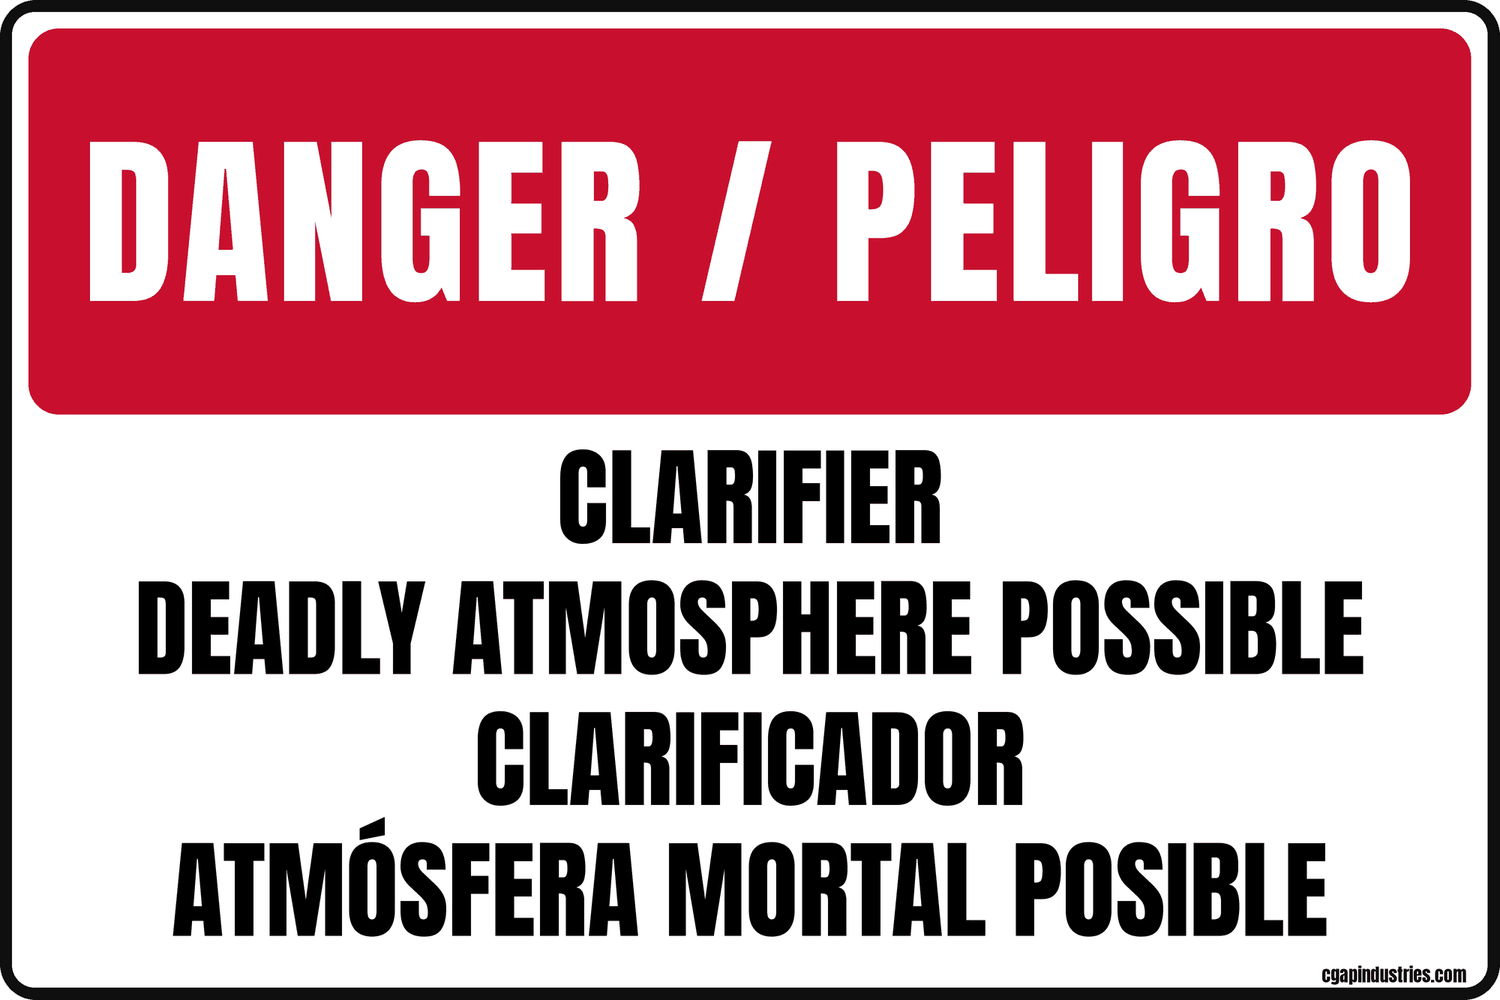 DANGER / PELIGRO
CLARIFIER
DEADLY ATMOSPHERE POSSIBLE
CLARIFICADOR
ATMÓSFERA MORTAL POSIBLE
cgapindustries.com